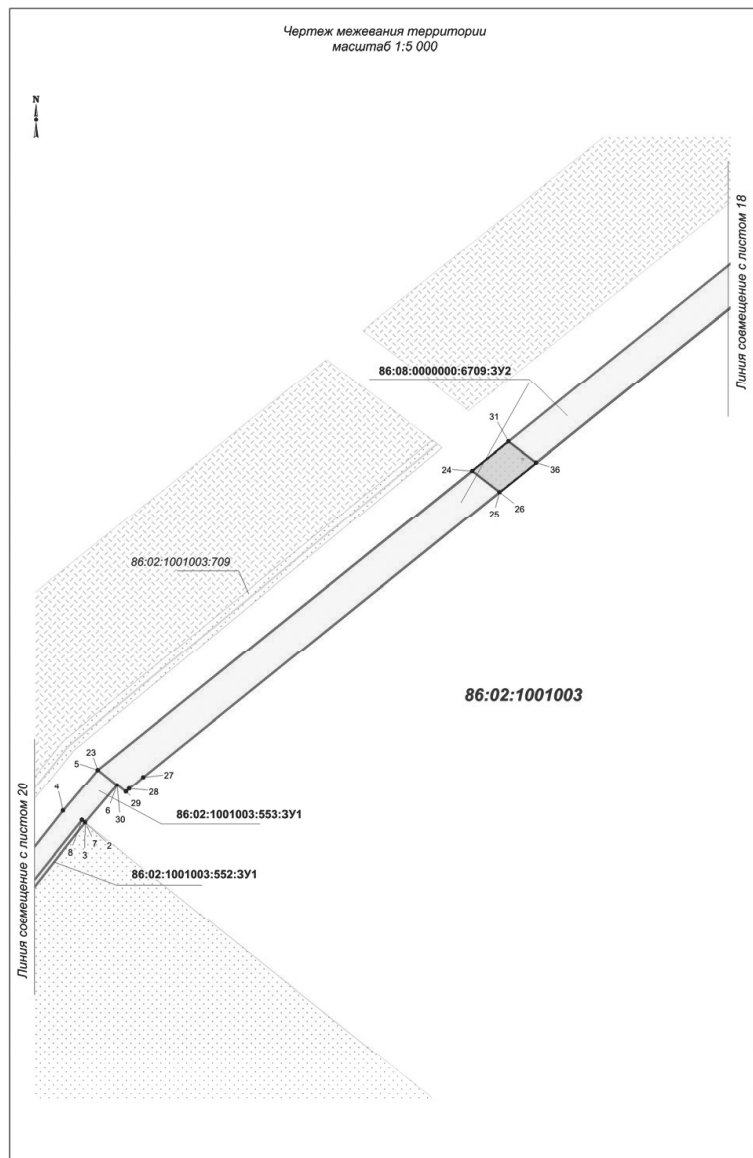 Чертеж межевания территории
масштаб 1:5 000
N
Линия совмещение с листом 18
86:08:0000000:6709:ЗУ2
31
24
36
25
26
86:02:1001003:709
86:02:1001003
23
5
27
28
29
6
30
4
86:02:1001003:553:ЗУ1
2
7
3
8
86:02:1001003:552:ЗУ1
Линия совмещение с листом 20